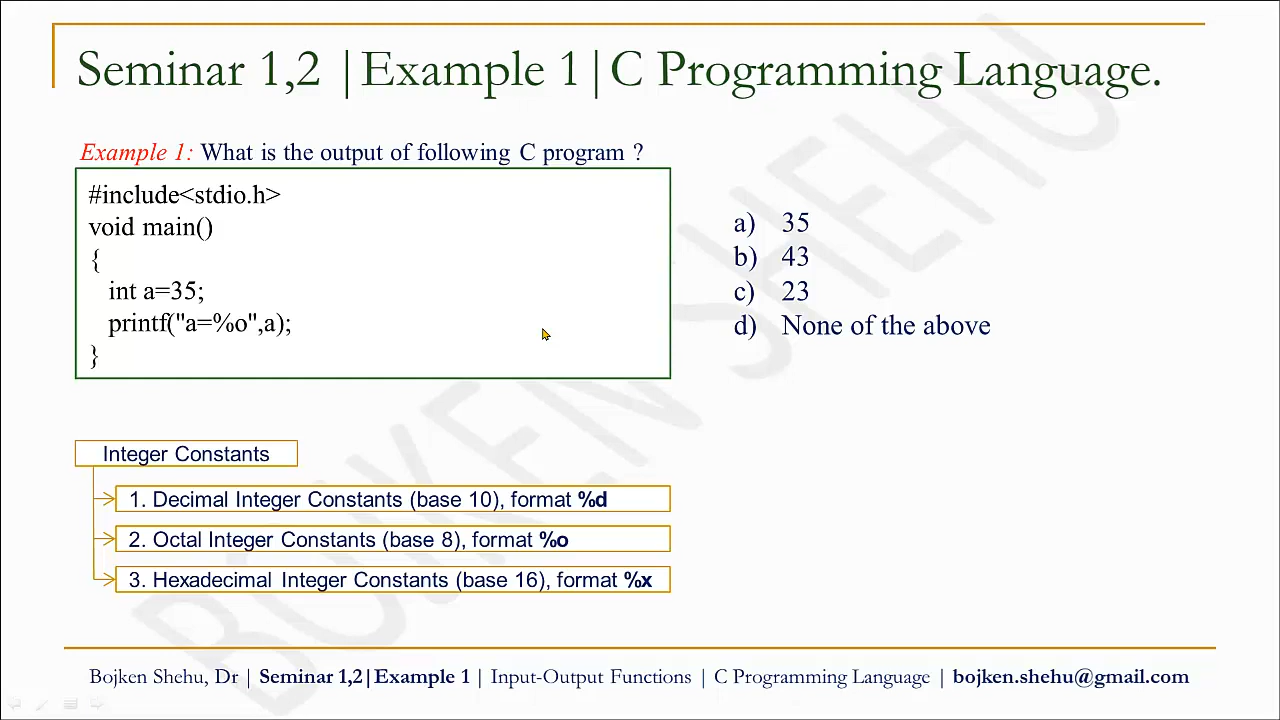 Seminar 1,2 |Example 1|C Programming Language.
Example 1: What is the output of following C program ?
#include<stdio.h>
void main()
{
int a=35;
printf("a=%o",a);
}
a) 35
b) 43
c) 23
d) None of the above
Integer Constants
1. Decimal Integer Constants (base 10), format %d
2. Octal Integer Constants (base 8), format %o
3. Hexadecimal Integer Constants (base 16), format %x
Bojken Shehu, Dr | Seminar 1,2|Example 1 | Input-Output Functions | C Programming Language | bojken.shehu@gmail.com
BOJKEN SHEHU